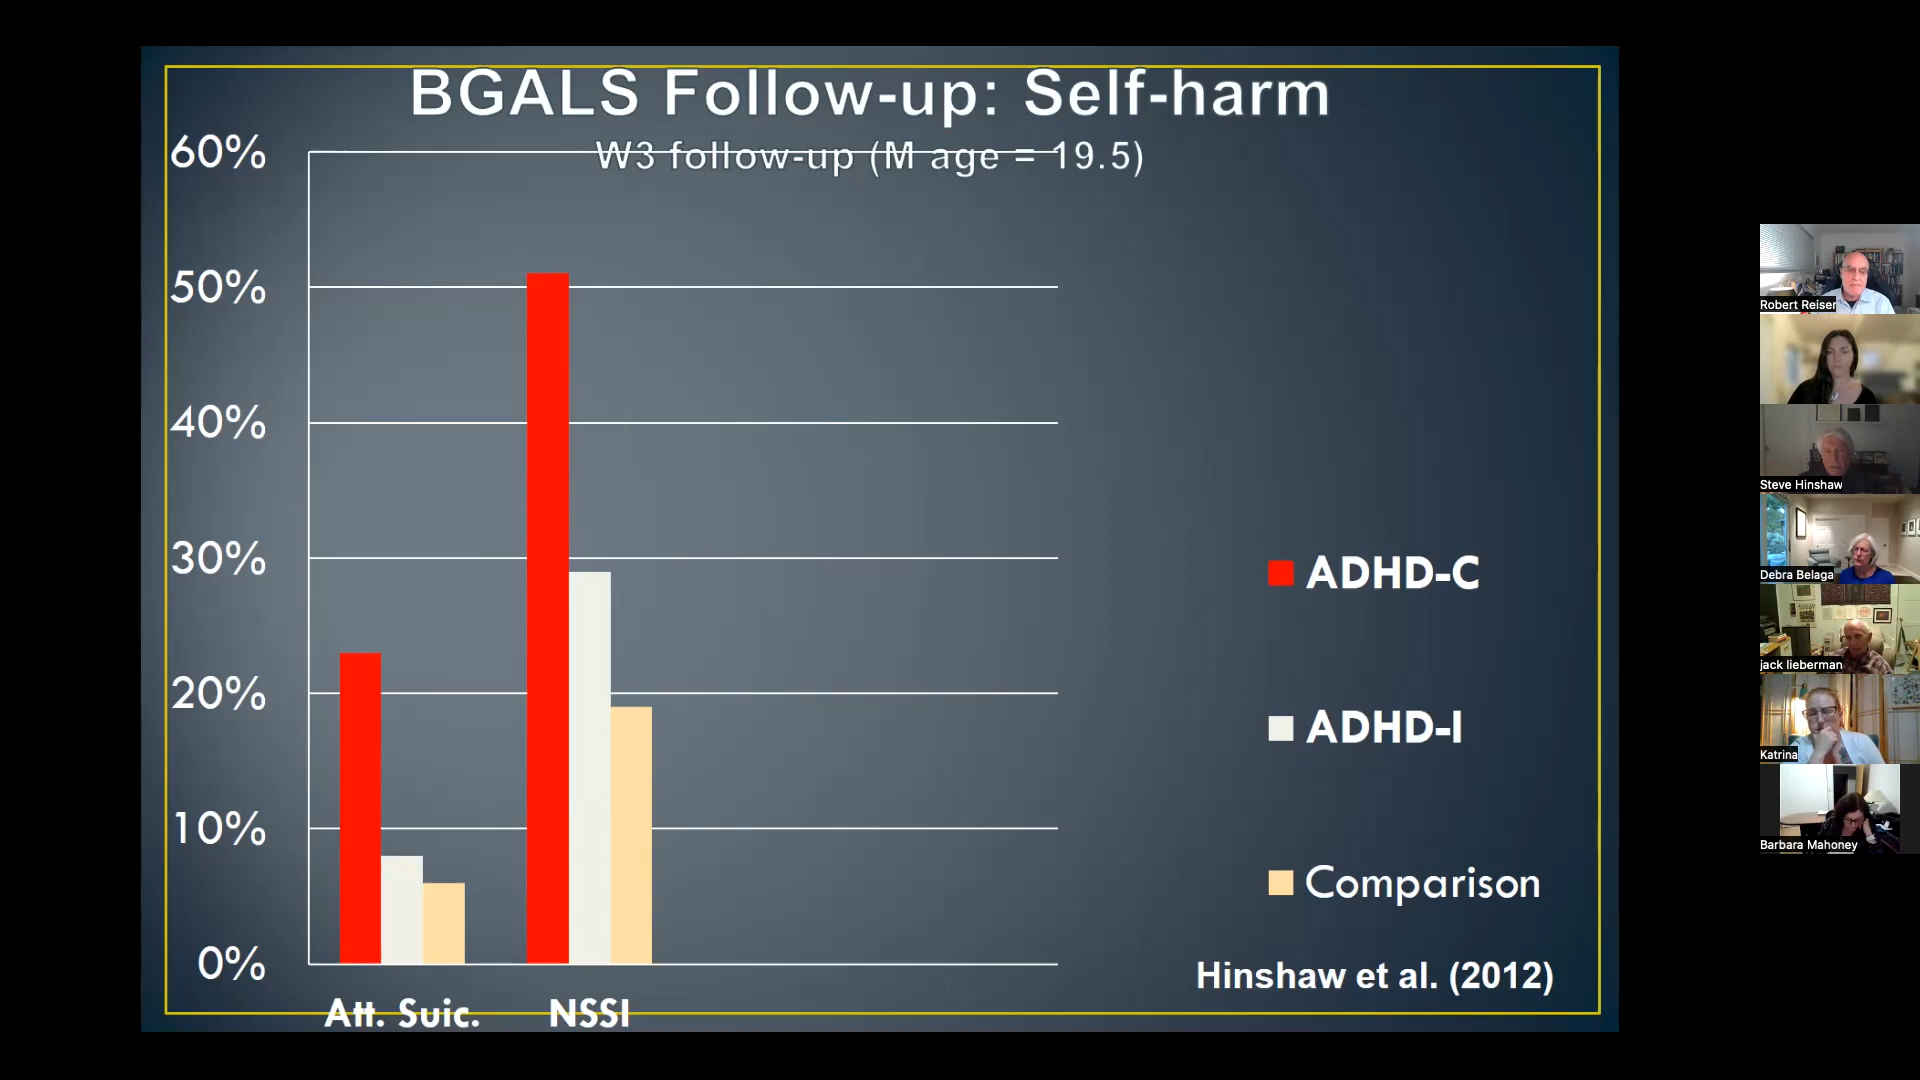 BGALS Follow-up: Self-harm
W3 follow-up (M age = 19.5)
60%
50%
40%
30%
20%
10%
0%
Att. Suic.
NSSI
ADHD-C
ADHD-I
Comparison
Hinshaw et al. (2012)
Robert Reiser
Steve Hinshaw
Debra Belaga
jack lieberman
Katrina
Barbara Mahoney